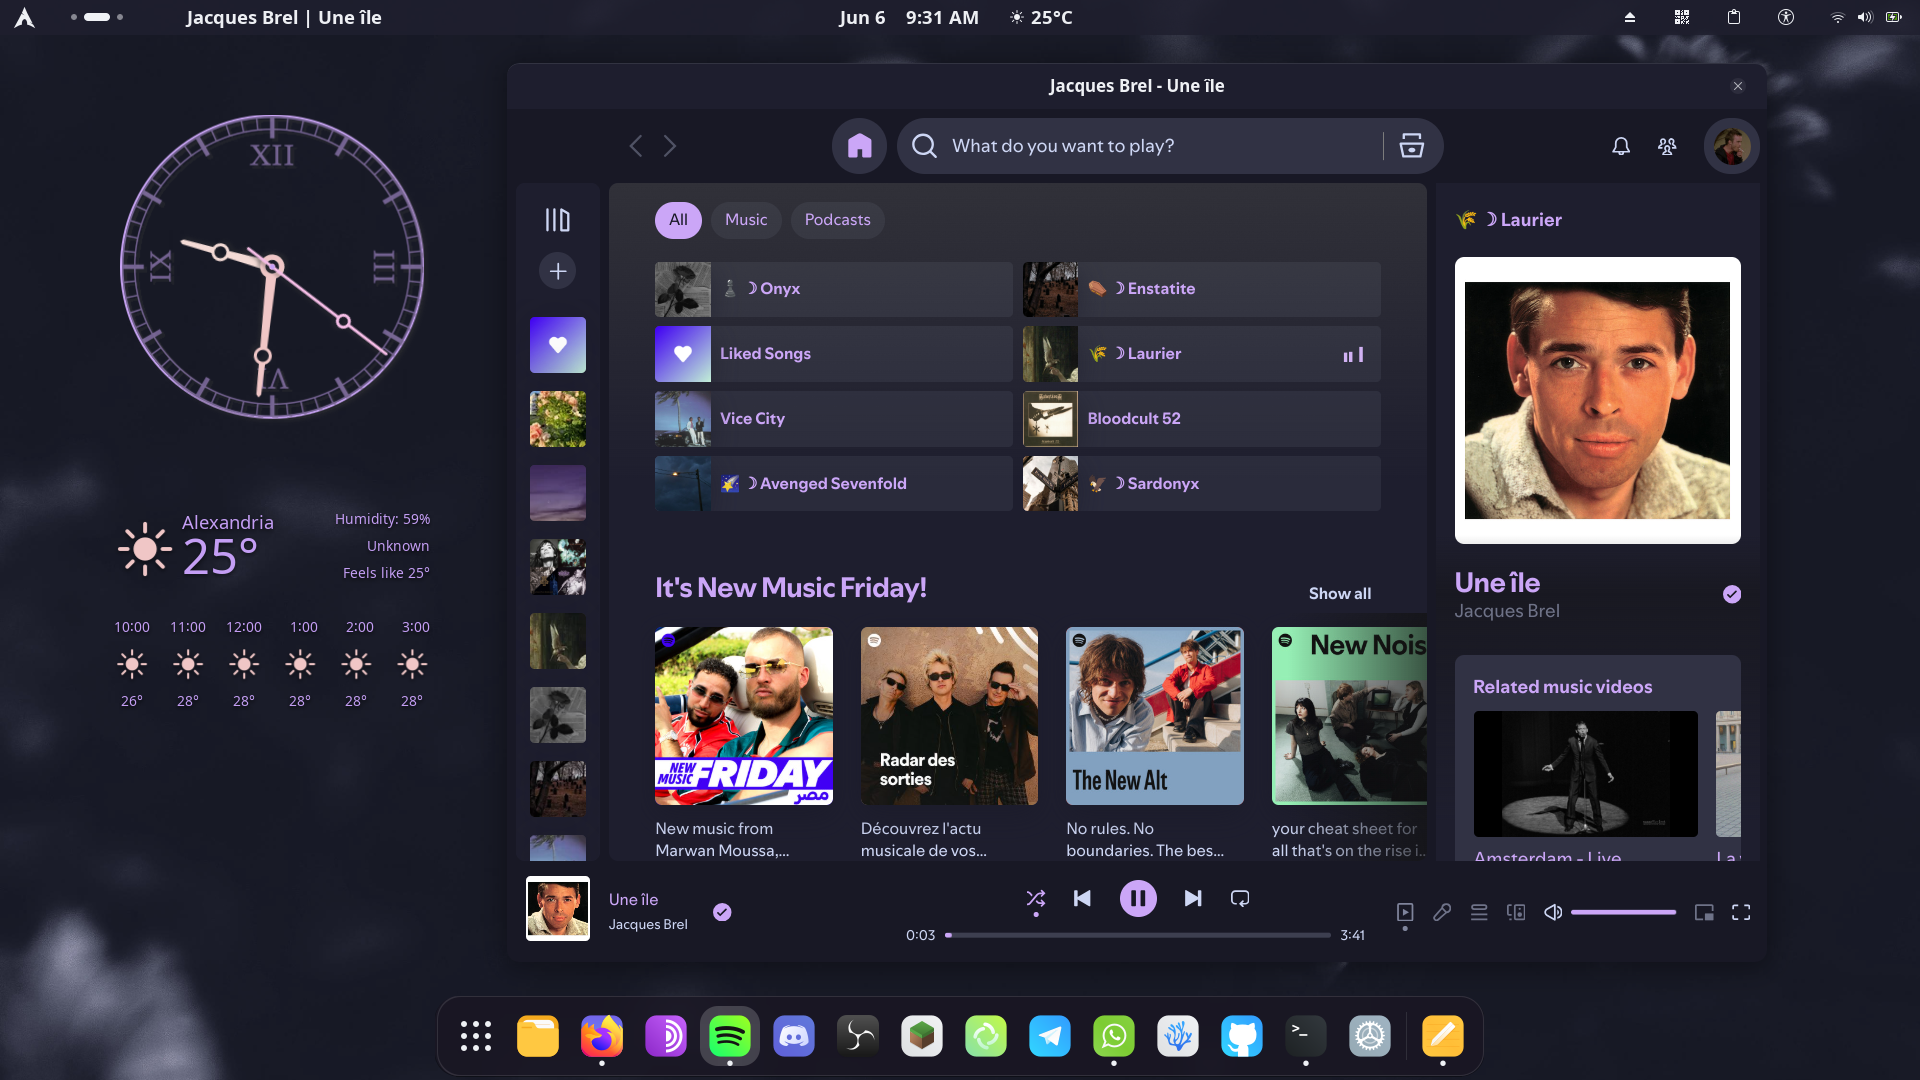 Jacques Brel | Une île
Jun 6 9:31 AM 25°C
XII
III
VI
IX
Alexandria
25°
Humidity: 59%
Unknown
Feels like 25°
10:00 11:00 12:00 1:00 2:00 3:00
26° 28° 28° 28° 28° 28°
Jacques Brel - Une île
What do you want to play?
All Music Podcasts
Onyx
Enstatite
Liked Songs
Laurier
Vice City
Bloodcult 52
Avenged Sevenfold
Sardonyx
It's New Music Friday!
Show all
NEW MUSIC FRIDAY
مصر
New music from
Marwan Moussa,...
Radar des
sorties
Découvrez l'actu
musicale de vos...
The New Alt
No rules. No
boundaries. The bes...
New Nois
your cheat sheet for
all that's on the rise i...
Laurier
Une île
Jacques Brel
Related music videos
Amsterdam - Live
La
Une île
Jacques Brel
0:03
3:41
>_